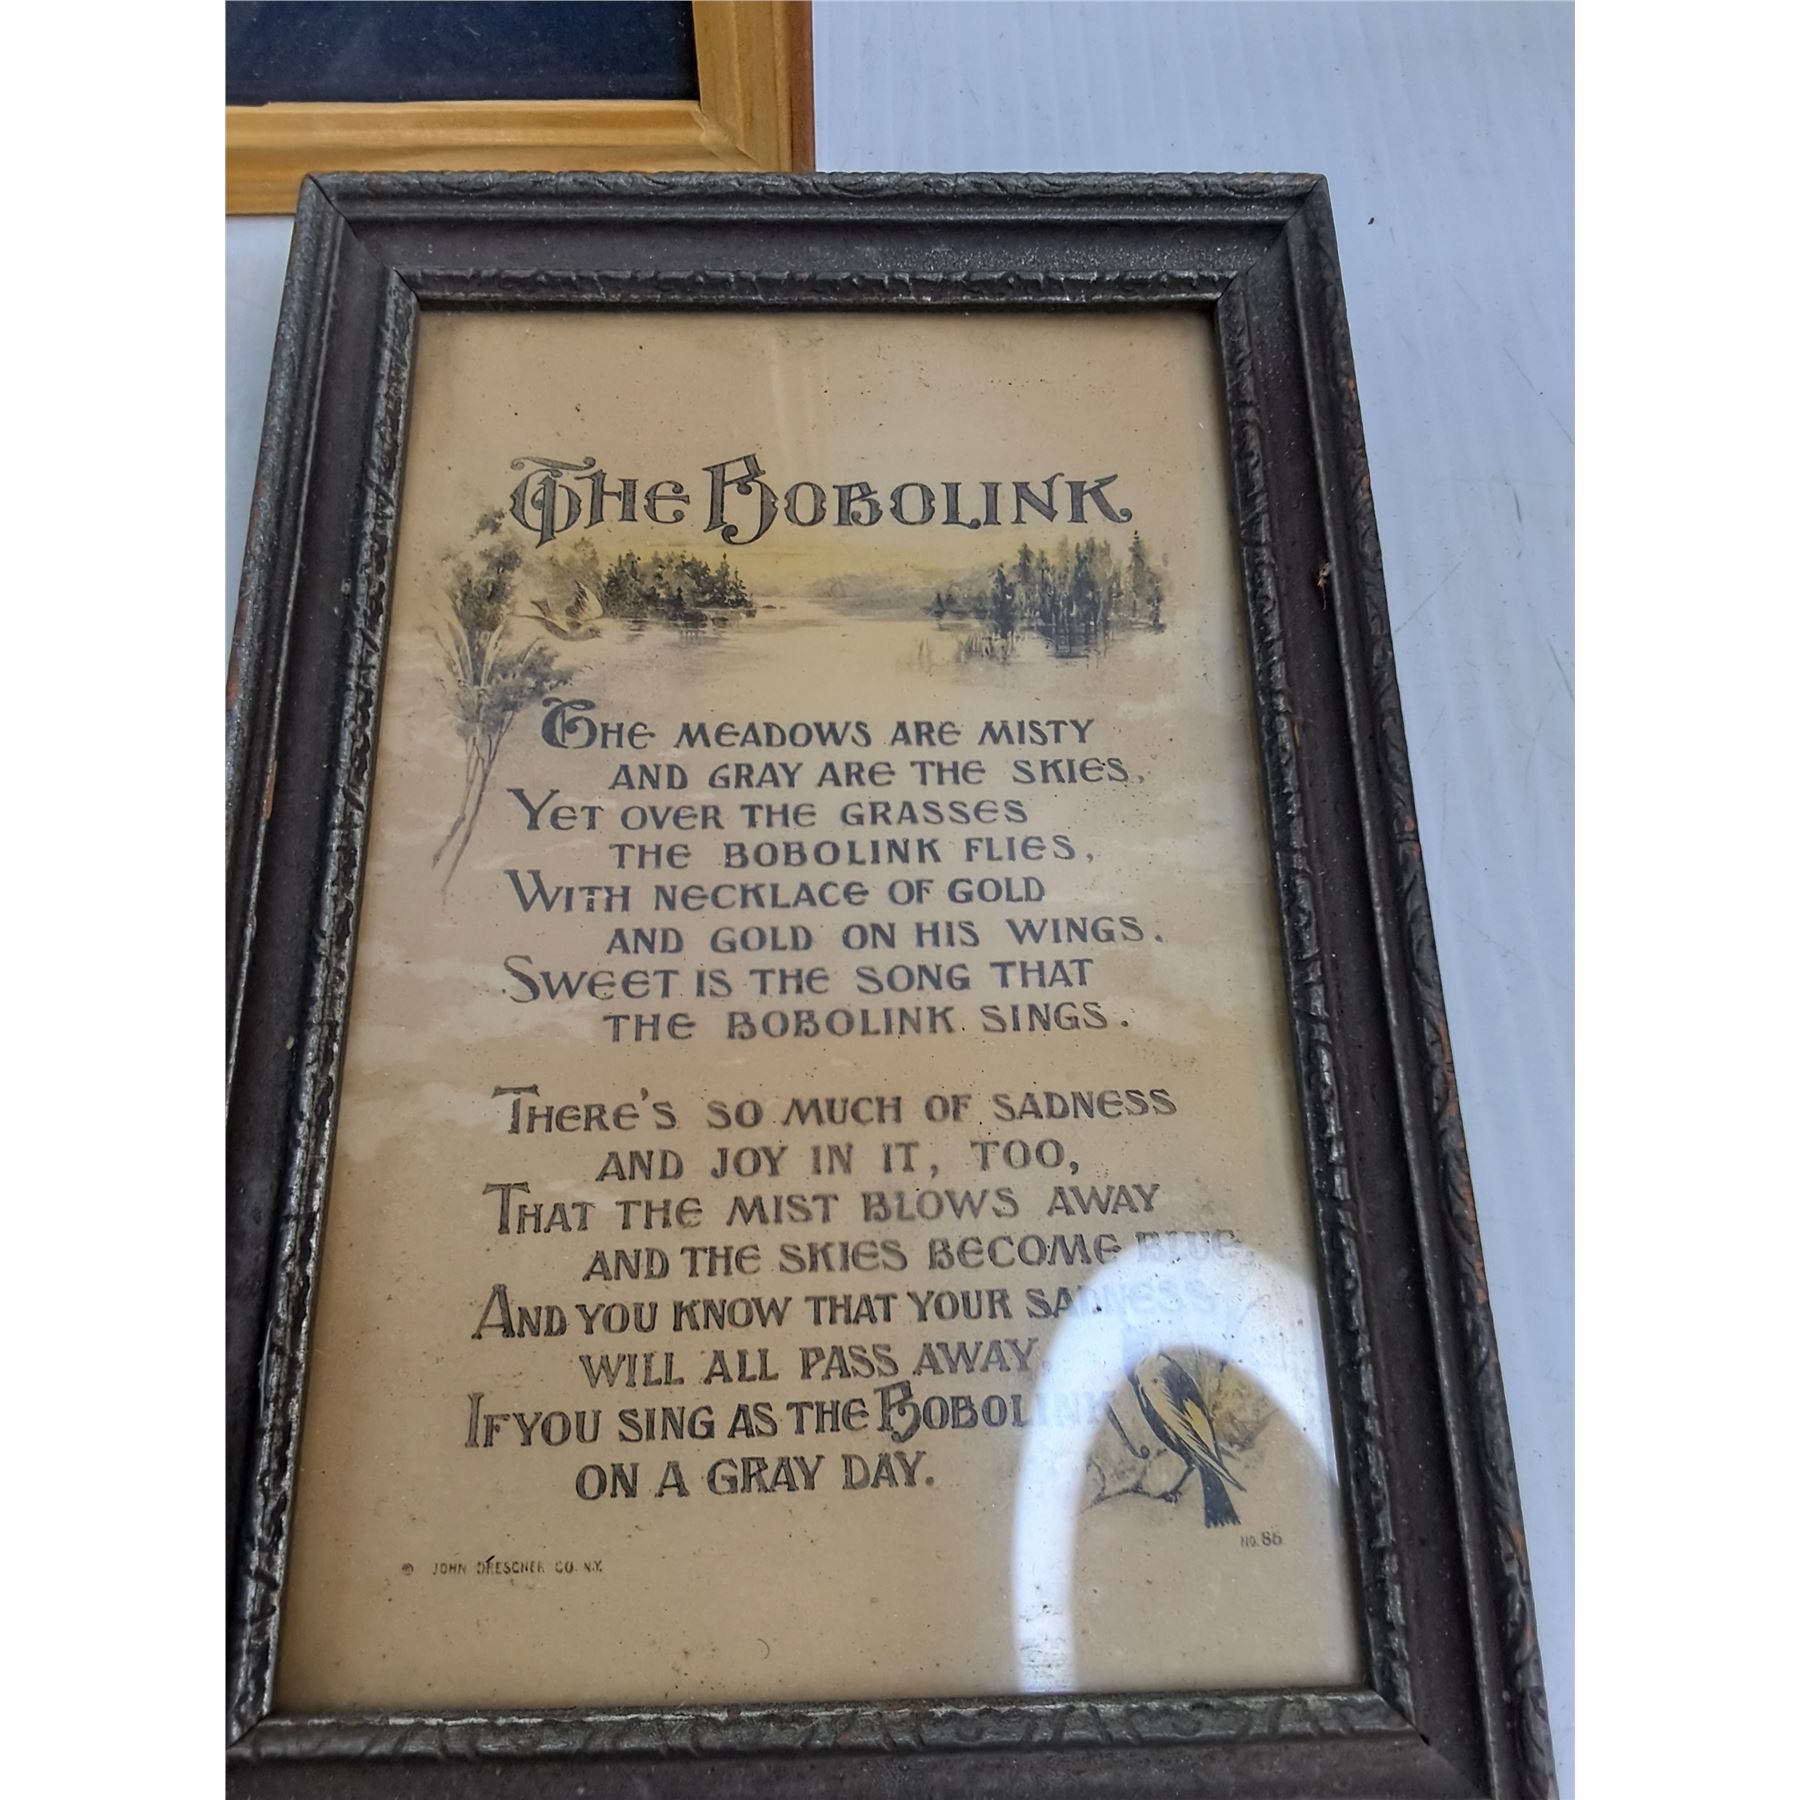 The Bobolink
The meadows are misty
and gray are the skies,
Yet over the grasses
the bobolink flies,
With necklace of gold
and gold on his wings.
Sweet is the song that
the bobolink sings.
There's so much of sadness
and joy in it, too,
That the mist blows away
and the skies become blue,
And you know that your sadness
will all pass away
If you sing as the Bobolink
on a gray day.
© JOHN DRESCHER CO. N.Y.
NO. 86